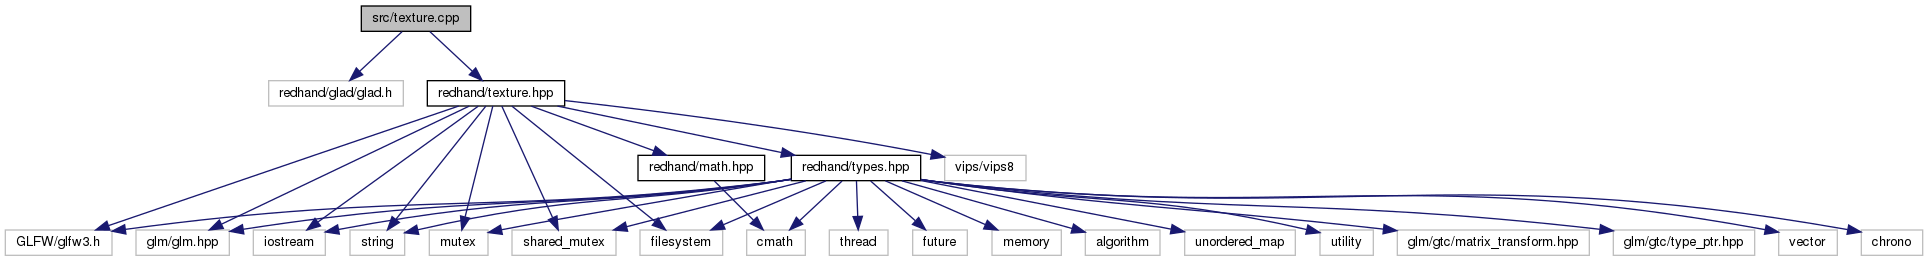 src/texture.cpp
redhand/glad/glad.h
redhand/texture.hpp
redhand/math.hpp
redhand/types.hpp
vips/vips8
GLFW/glfw3.h
glm/glm.hpp
iostream
string
mutex
shared_mutex
filesystem
cmath
thread
future
memory
algorithm
unordered_map
utility
glm/gtc/matrix_transform.hpp
glm/gtc/type_ptr.hpp
vector
chrono